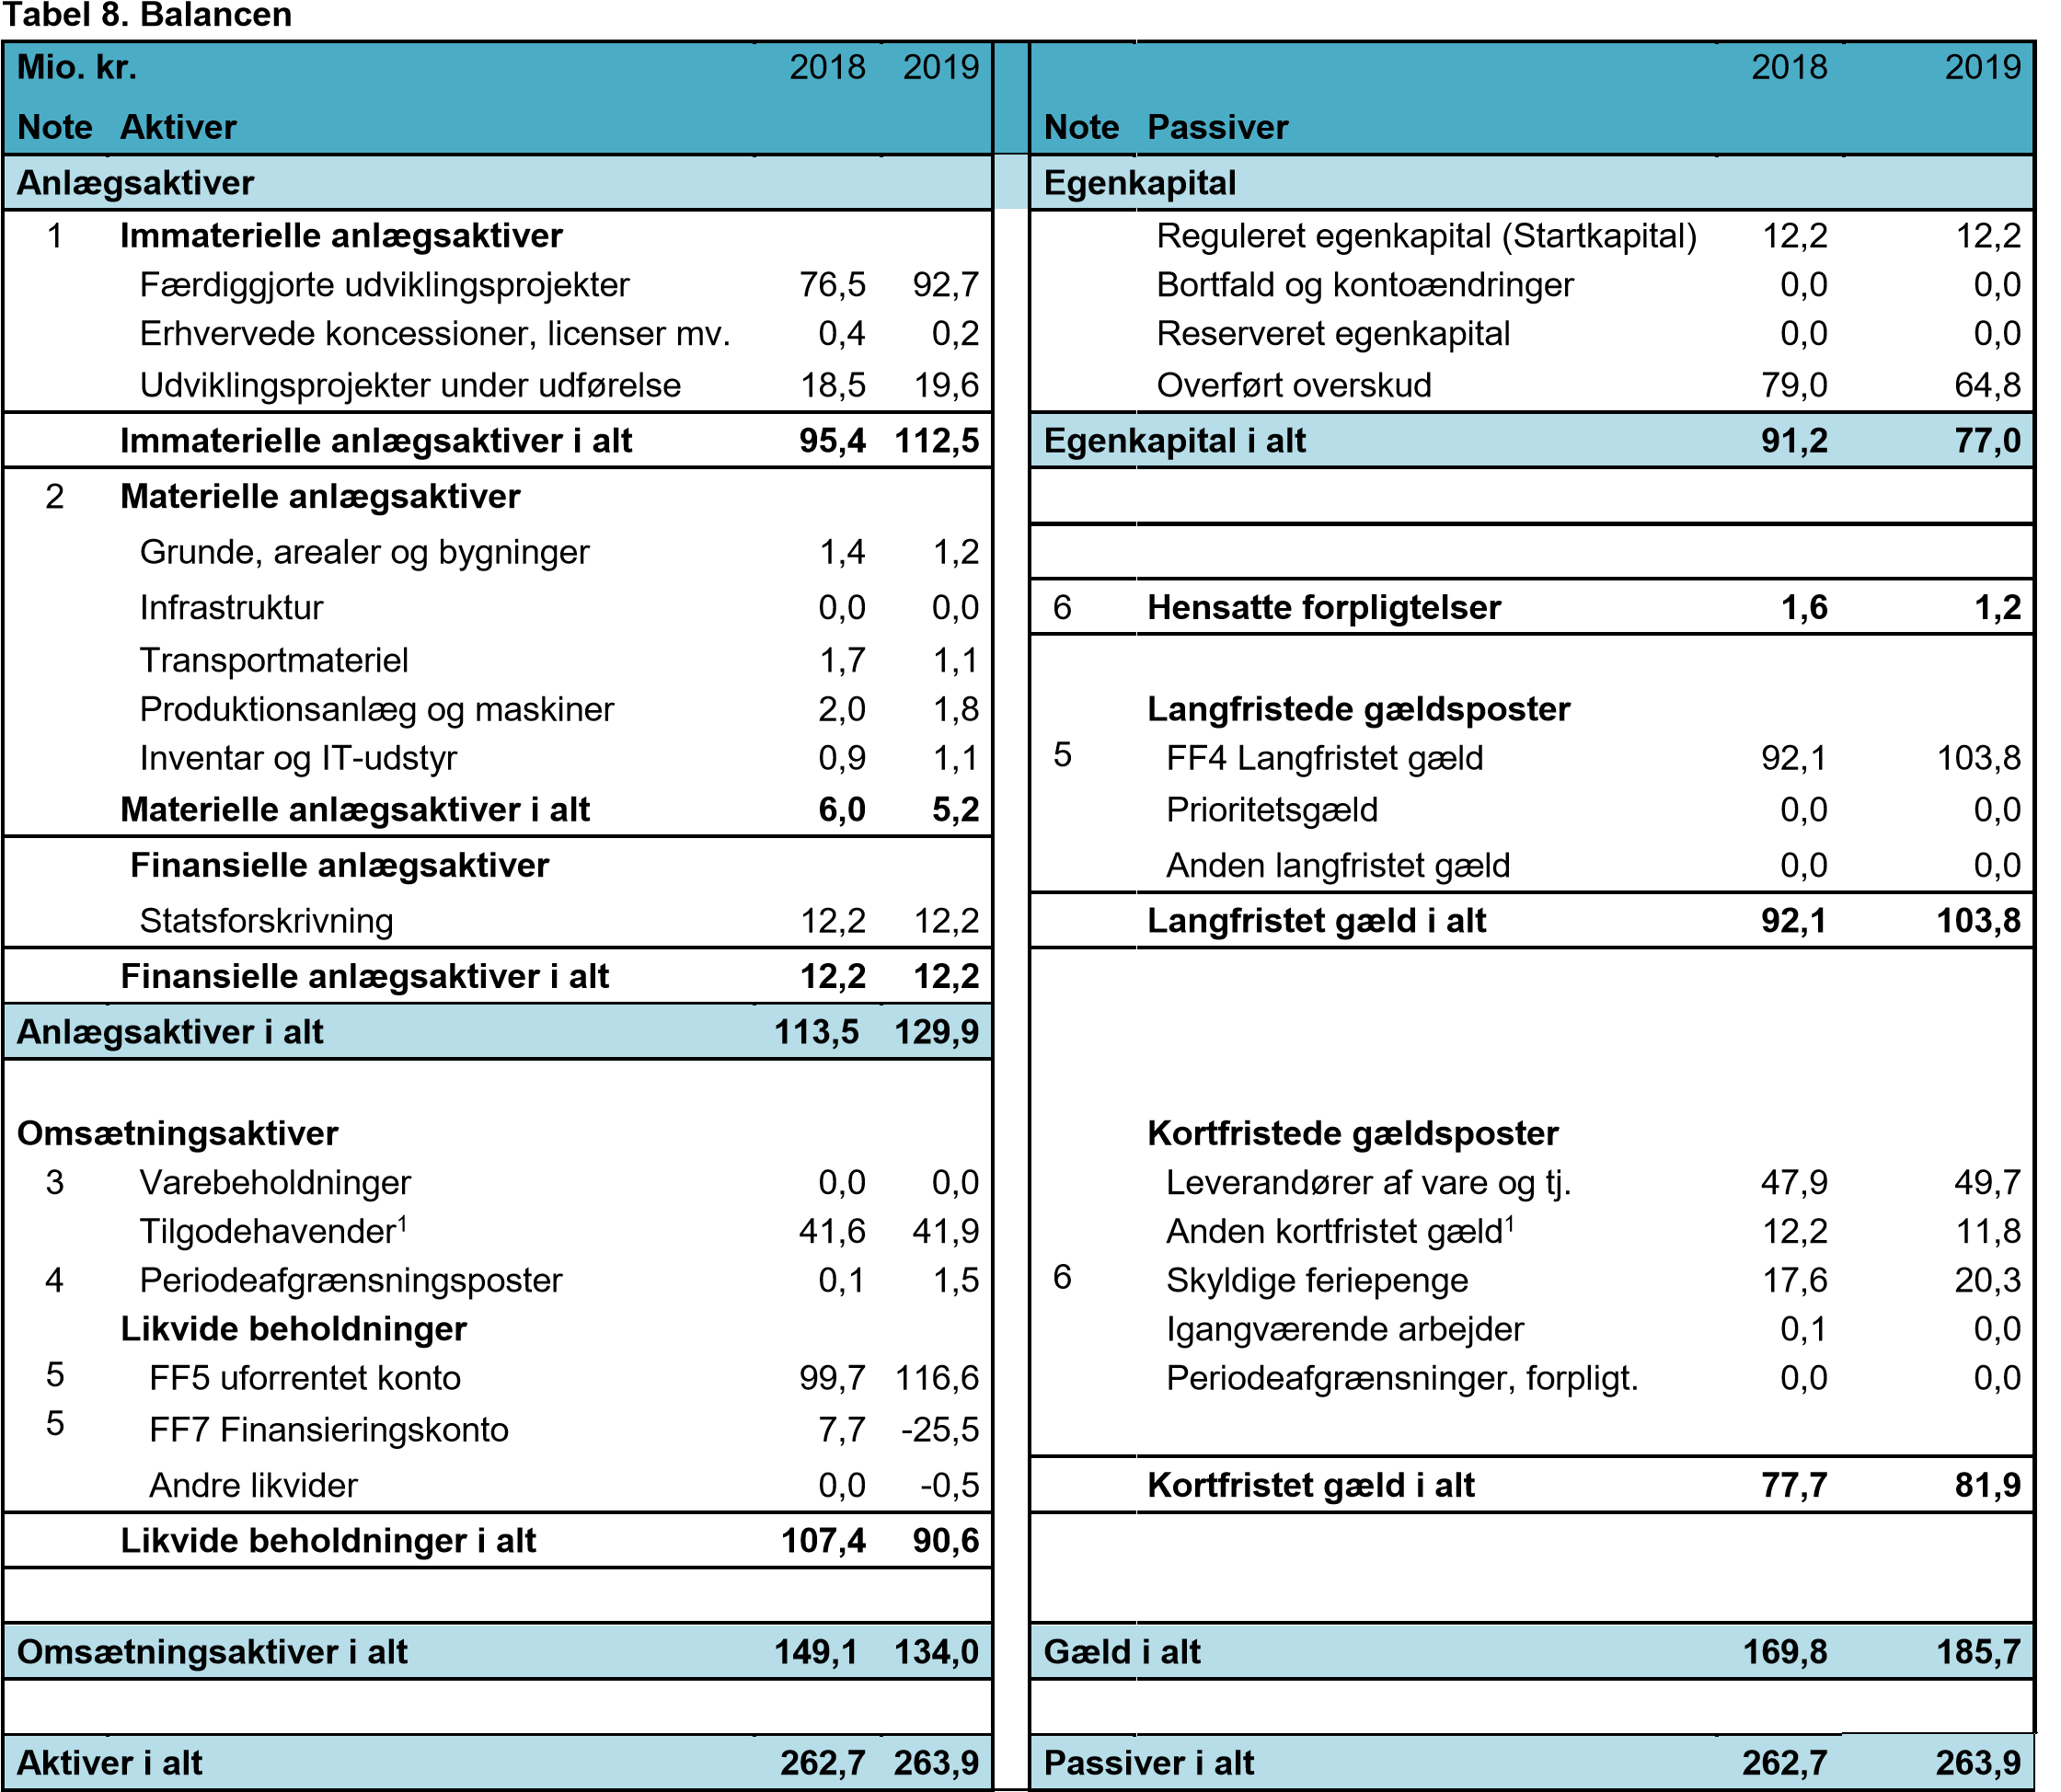 Tabel 8. Balancen
Mio. kr. 2018 2019 2018 2019
Note Aktiver Note Passiver
Anlægsaktiver Egenkapital
1 Immaterielle anlægsaktiver Reguleret egenkapital (Startkapital) 12,2 12,2
Færdiggjorte udviklingsprojekter 76,5 92,7 Bortfald og kontoændringer 0,0 0,0
Erhvervede koncessioner, licenser mv. 0,4 0,2 Reserveret egenkapital 0,0 0,0
Udviklingsprojekter under udførelse 18,5 19,6 Overført overskud 79,0 64,8
Immaterielle anlægsaktiver i alt 95,4 112,5 Egenkapital i alt 91,2 77,0
2 Materielle anlægsaktiver
Grunde, arealer og bygninger 1,4 1,2
Infrastruktur 0,0 0,0 6 Hensatte forpligtelser 1,6 1,2
Transportmateriel 1,7 1,1
Produktionsanlæg og maskiner 2,0 1,8 Langfristede gældsposter
Inventar og IT-udstyr 0,9 1,1 5 FF4 Langfristet gæld 92,1 103,8
Materielle anlægsaktiver i alt 6,0 5,2 Prioritetsgæld 0,0 0,0
Finansielle anlægsaktiver Anden langfristet gæld 0,0 0,0
Statsforskrivning 12,2 12,2 Langfristet gæld i alt 92,1 103,8
Finansielle anlægsaktiver i alt 12,2 12,2
Anlægsaktiver i alt 113,5 129,9
Omsætningsaktiver Kortfristede gældsposter
3 Varebeholdninger 0,0 0,0 Leverandører af vare og tj. 47,9 49,7
Tilgodehavender¹ 41,6 41,9 Anden kortfristet gæld¹ 12,2 11,8
4 Periodeafgrænsningsposter 0,1 1,5 6 Skyldige feriepenge 17,6 20,3
Likvide beholdninger Igangværende arbejder 0,1 0,0
5 FF5 uforrentet konto 99,7 116,6 Periodeafgrænsninger, forpligt. 0,0 0,0
5 FF7 Finansieringskonto 7,7 -25,5
Andre likvider 0,0 -0,5 Kortfristet gæld i alt 77,7 81,9
Likvide beholdninger i alt 107,4 90,6
Omsætningsaktiver i alt 149,1 134,0 Gæld i alt 169,8 185,7
Aktiver i alt 262,7 263,9 Passiver i alt 262,7 263,9